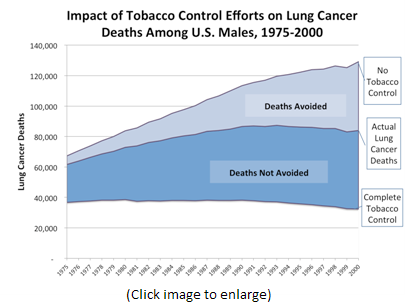 Impact of Tobacco Control Efforts on Lung Cancer
Deaths Among U.S. Males, 1975-2000
Lung Cancer Deaths
140,000
120,000
100,000
80,000
60,000
40,000
20,000
-
Deaths Avoided
Deaths Not Avoided
No
Tobacco
Control
Actual
Lung
Cancer
Deaths
Complete
Tobacco
Control
1975
1976
1977
1978
1979
1980
1981
1982
1983
1984
1985
1986
1987
1988
1989
1990
1991
1992
1993
1994
1995
1996
1997
1998
1999
2000
(Click image to enlarge)